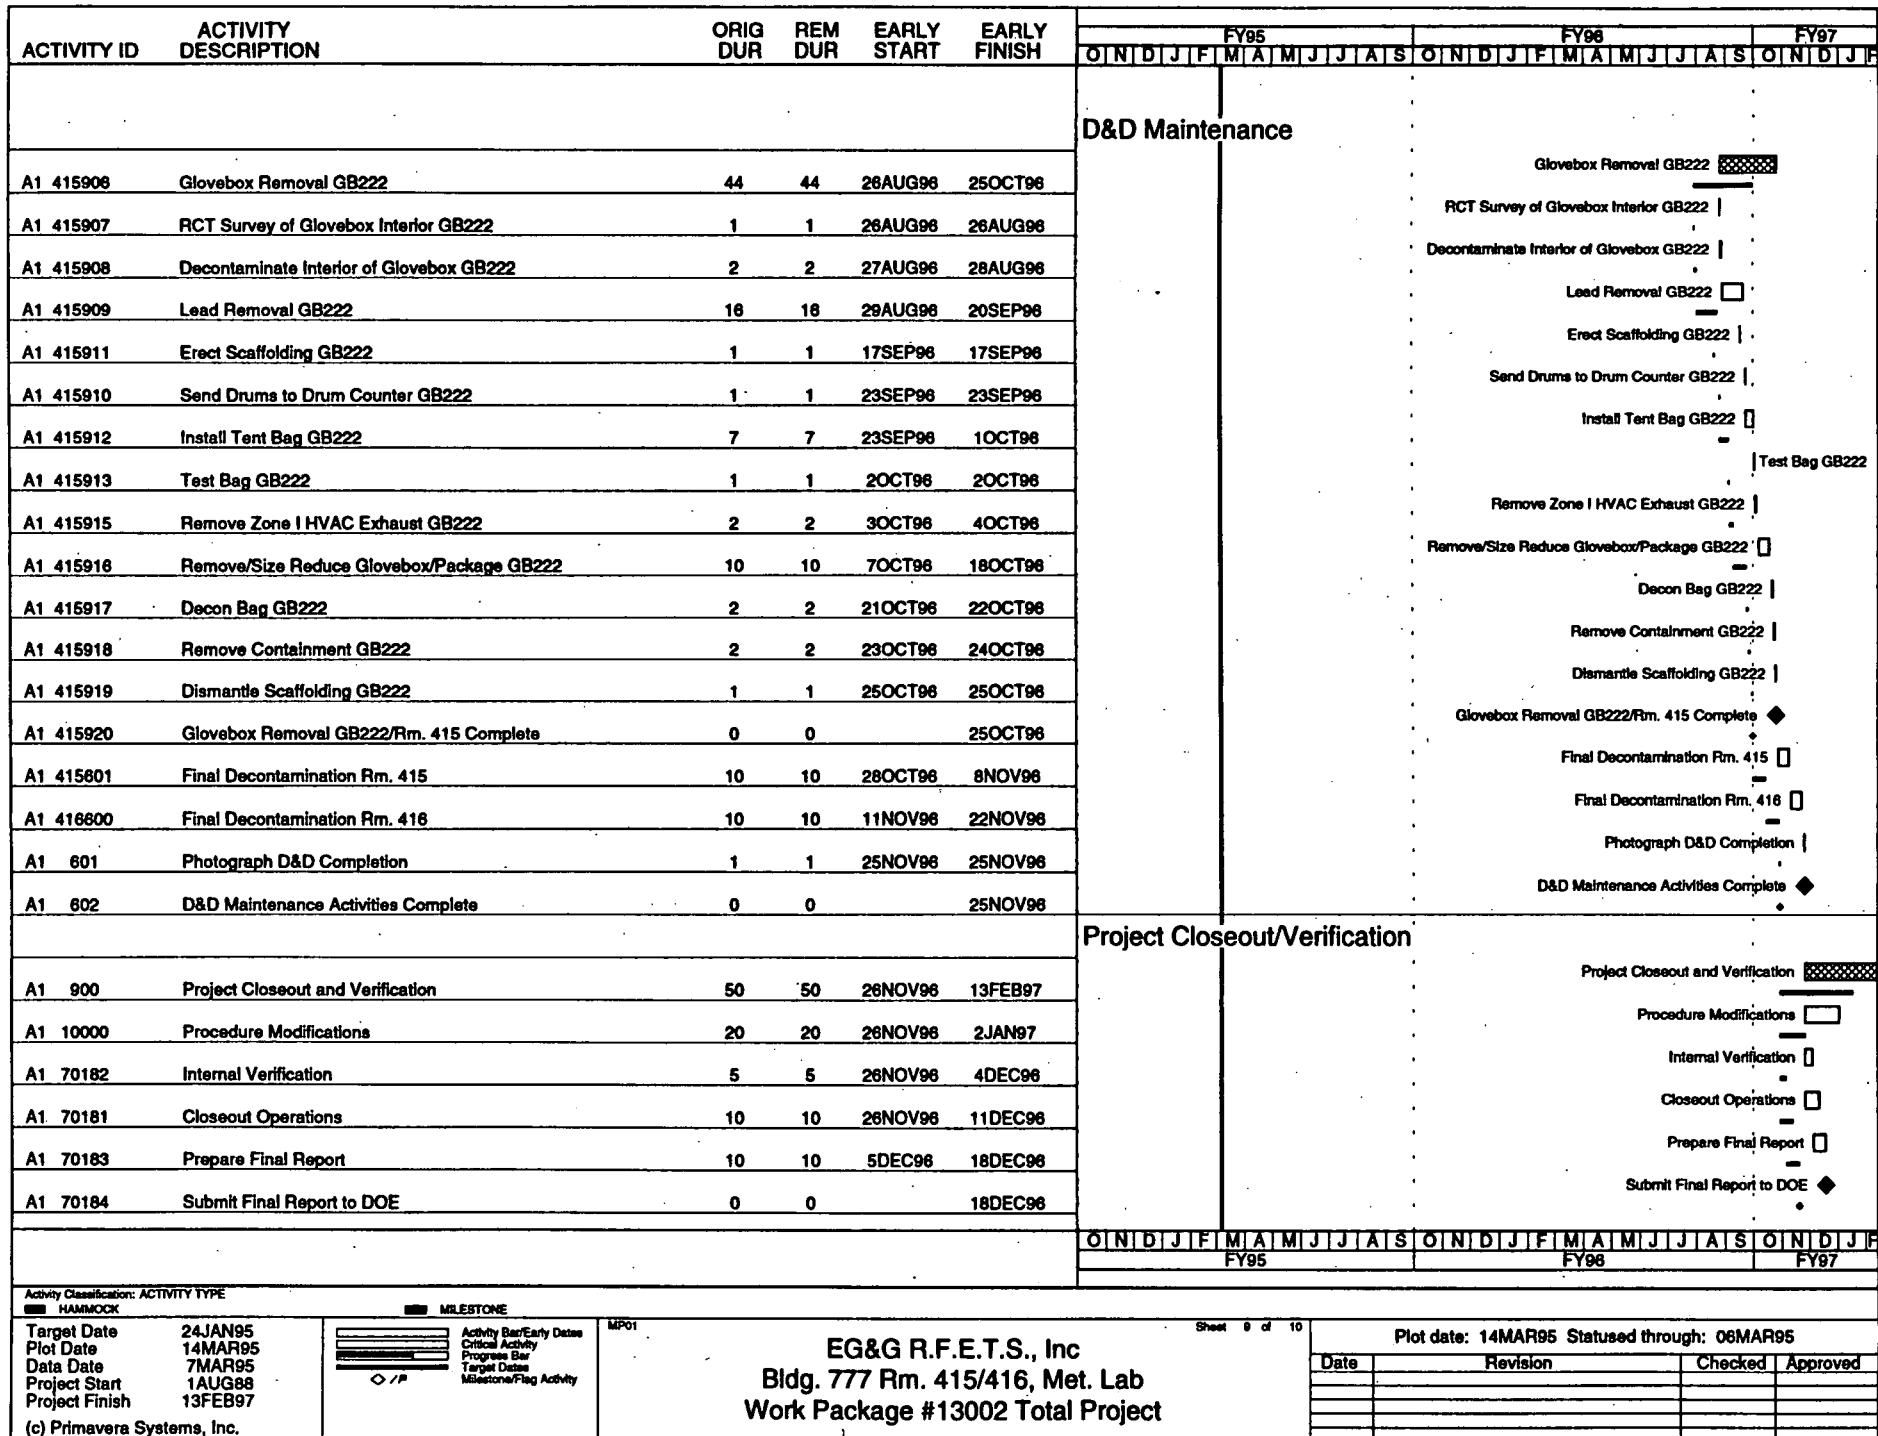 ACTIVITY ID ACTIVITY DESCRIPTION ORIG DUR REM DUR EARLY START EARLY FINISH
FY95 FY96 FY97
O N D J F M A M J J A S O N D J F M A M J J A S O N D J F
D&D Maintenance
A1 415906 Glovebox Removal GB222 44 44 26AUG96 25OCT96 Glovebox Removal GB222
A1 415907 RCT Survey of Glovebox Interior GB222 1 1 26AUG96 26AUG96 RCT Survey of Glovebox Interior GB222
A1 415908 Decontaminate Interior of Glovebox GB222 2 2 27AUG96 28AUG96 Decontaminate Interior of Glovebox GB222
A1 415909 Lead Removal GB222 16 16 29AUG96 20SEP96 Lead Removal GB222
A1 415911 Erect Scaffolding GB222 1 1 17SEP96 17SEP96 Erect Scaffolding GB222
A1 415910 Send Drums to Drum Counter GB222 1 1 23SEP96 23SEP96 Send Drums to Drum Counter GB222
A1 415912 Install Tent Bag GB222 7 7 23SEP96 1OCT96 Install Tent Bag GB222
A1 415913 Test Bag GB222 1 1 2OCT96 2OCT96 Test Bag GB222
A1 415915 Remove Zone I HVAC Exhaust GB222 2 2 3OCT96 4OCT96 Remove Zone I HVAC Exhaust GB222
A1 415916 Remove/Size Reduce Glovebox/Package GB222 10 10 7OCT96 18OCT96 Remove/Size Reduce Glovebox/Package GB222
A1 415917 Decon Bag GB222 2 2 21OCT96 22OCT96 Decon Bag GB222
A1 415918 Remove Containment GB222 2 2 23OCT96 24OCT96 Remove Containment GB222
A1 415919 Dismantle Scaffolding GB222 1 1 25OCT96 25OCT96 Dismantle Scaffolding GB222
A1 415920 Glovebox Removal GB222/Rm. 415 Complete 0 0 25OCT96 Glovebox Removal GB222/Rm. 415 Complete
A1 415601 Final Decontamination Rm. 415 10 10 28OCT96 8NOV96 Final Decontamination Rm. 415
A1 416600 Final Decontamination Rm. 416 10 10 11NOV96 22NOV96 Final Decontamination Rm. 416
A1 601 Photograph D&D Completion 1 1 25NOV96 25NOV96 Photograph D&D Completion
A1 602 D&D Maintenance Activities Complete 0 0 25NOV96 D&D Maintenance Activities Complete
Project Closeout/Verification
A1 900 Project Closeout and Verification 50 50 26NOV96 13FEB97 Project Closeout and Verification
A1 10000 Procedure Modifications 20 20 26NOV96 2JAN97 Procedure Modifications
A1 70182 Internal Verification 5 5 26NOV96 4DEC96 Internal Verification
A1 70181 Closeout Operations 10 10 26NOV96 11DEC96 Closeout Operations
A1 70183 Prepare Final Report 10 10 5DEC96 18DEC96 Prepare Final Report
A1 70184 Submit Final Report to DOE 0 0 18DEC96 Submit Final Report to DOE
O N D J F M A M J J A S O N D J F M A M J J A S O N D J F
FY95 FY96 FY97
Activity Classification: ACTIVITY TYPE
HAMMOCK MILESTONE
Target Date 24JAN95
Plot Date 14MAR95
Data Date 7MAR95
Project Start 1AUG88
Project Finish 13FEB97
(c) Primavera Systems, Inc.
Activity Bar/Early Dates
Critical Activity
Progress Bar
Target Dates
Milestone/Flag Activity
MP01
Sheet 9 of 10
EG&G R.F.E.T.S., Inc
Bldg. 777 Rm. 415/416, Met. Lab
Work Package #13002 Total Project
Plot date: 14MAR95 Statused through: 06MAR95
Date Revision Checked Approved